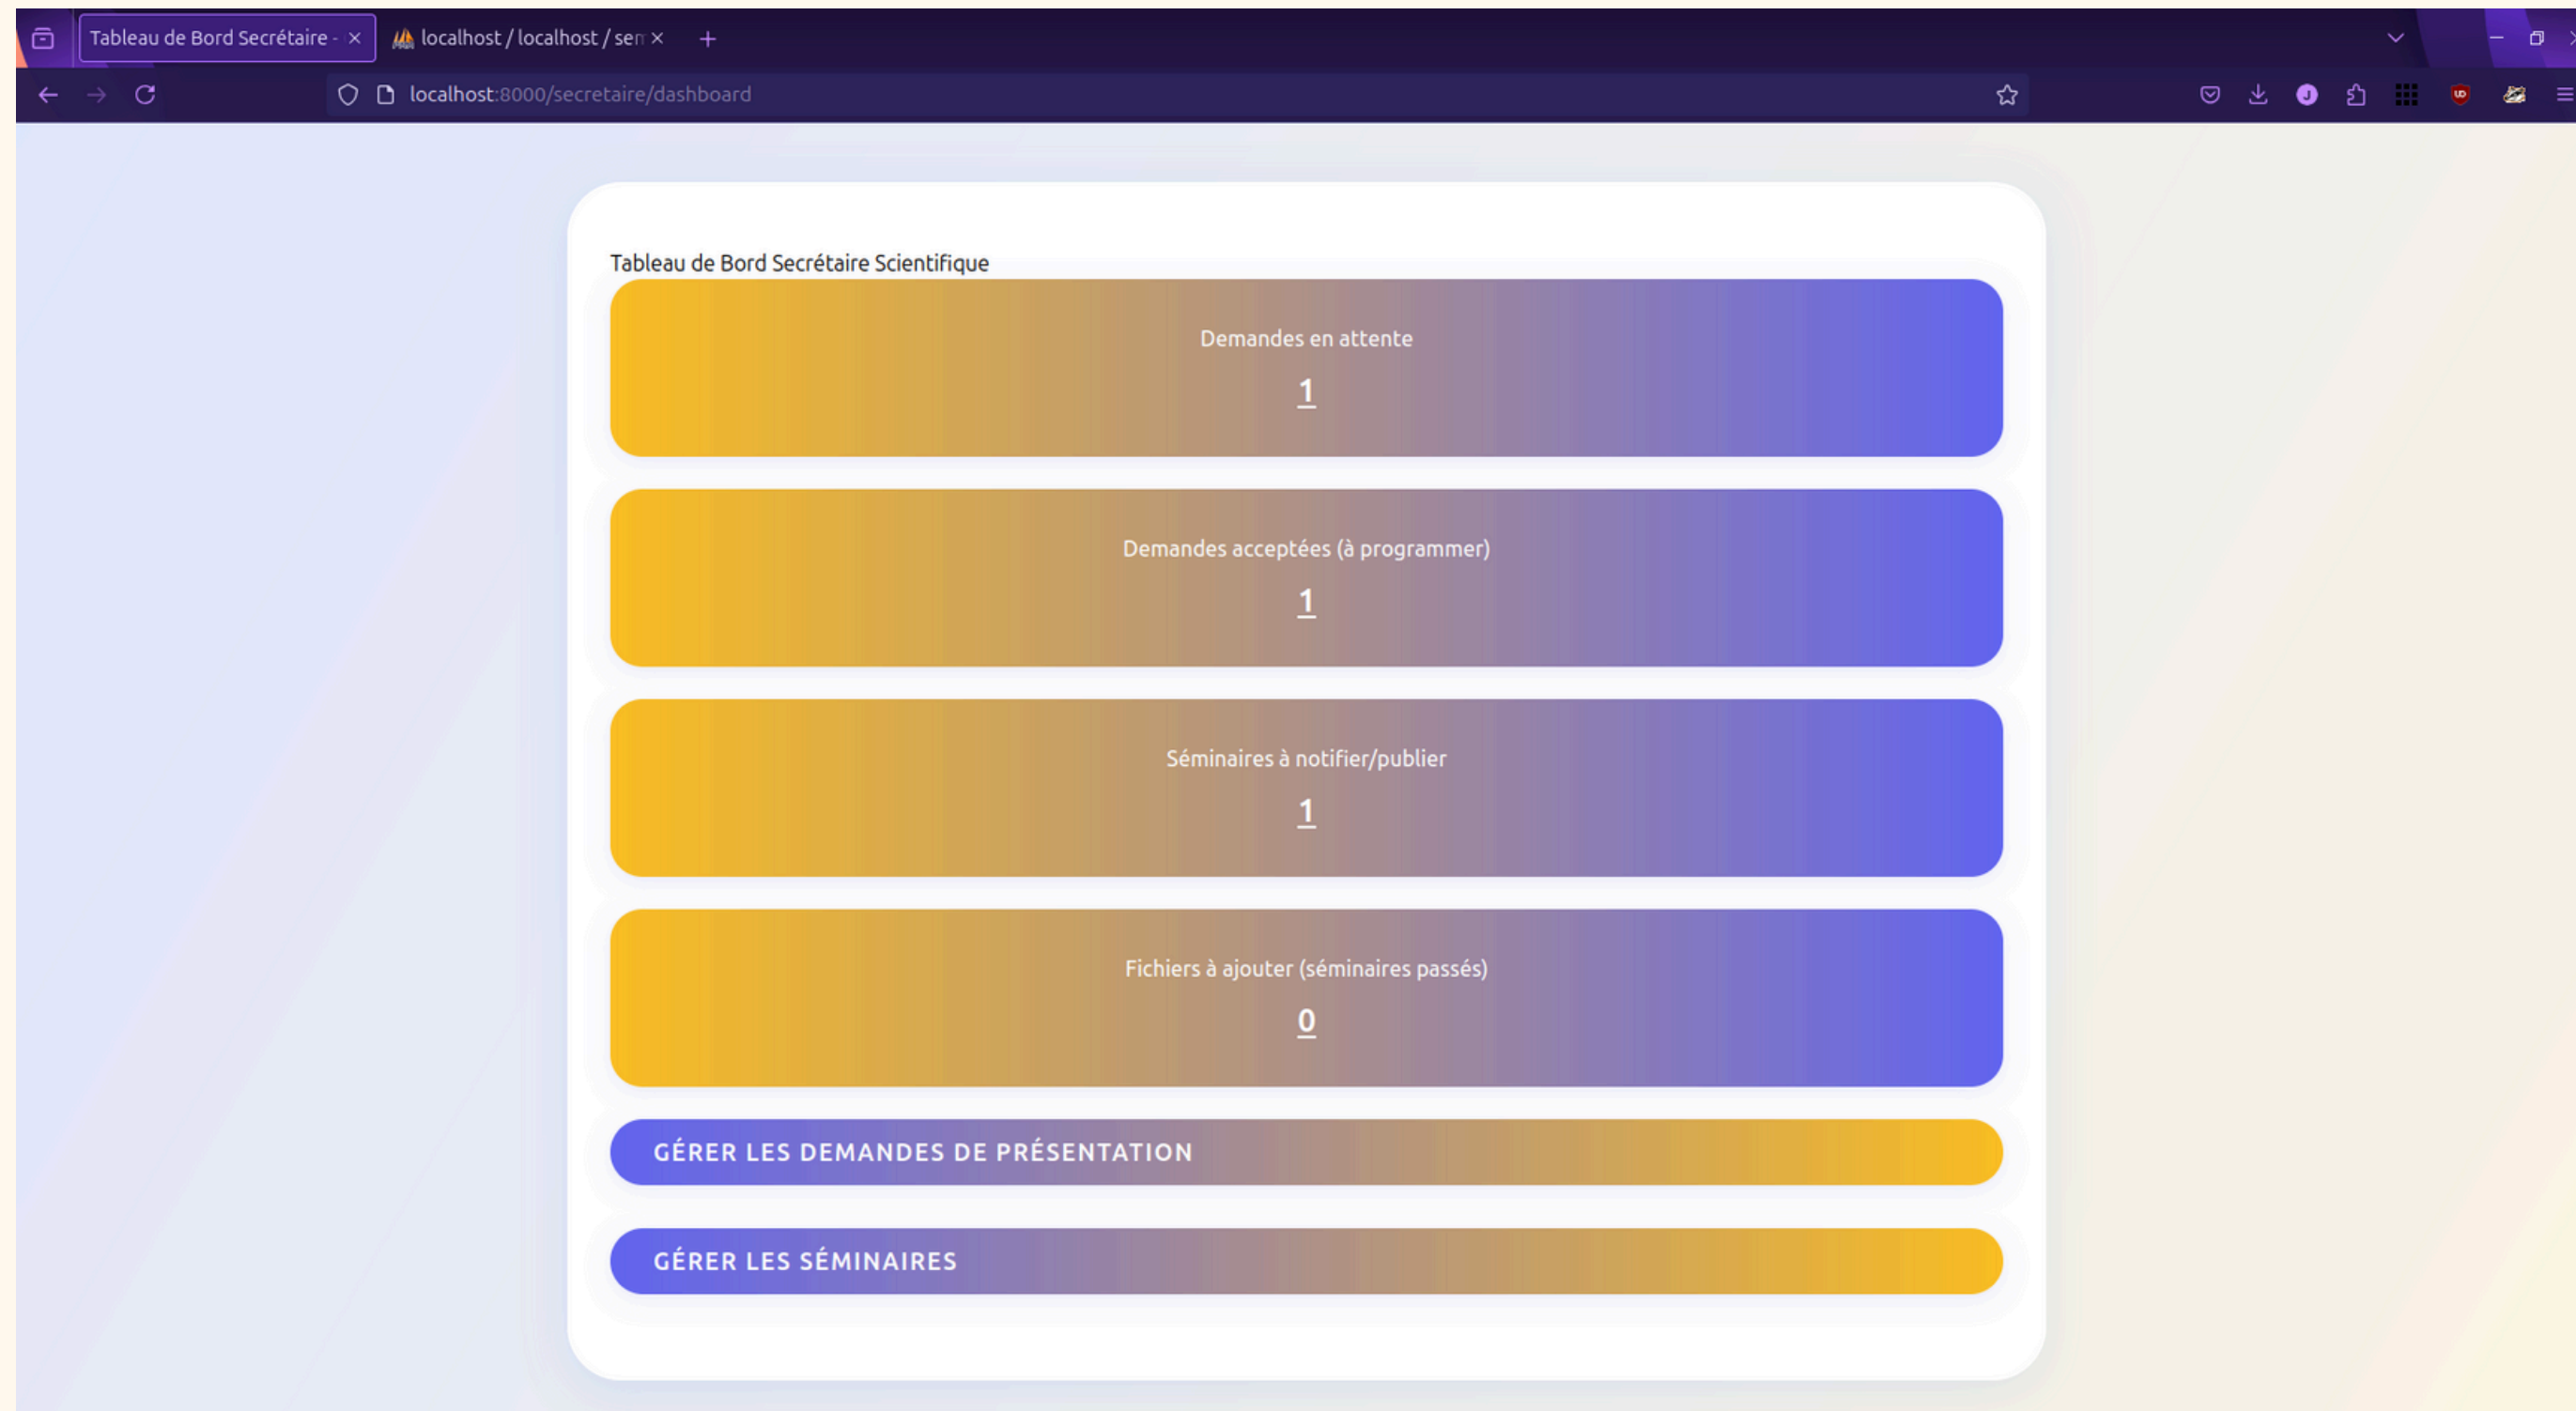 Tableau de Bord Secrétaire -
localhost / localhost / sem
localhost:8000/secretaire/dashboard
Tableau de Bord Secrétaire Scientifique
Demandes en attente
1
Demandes acceptées (à programmer)
1
Séminaires à notifier/publier
1
Fichiers à ajouter (séminaires passés)
0
GÉRER LES DEMANDES DE PRÉSENTATION
GÉRER LES SÉMINAIRES